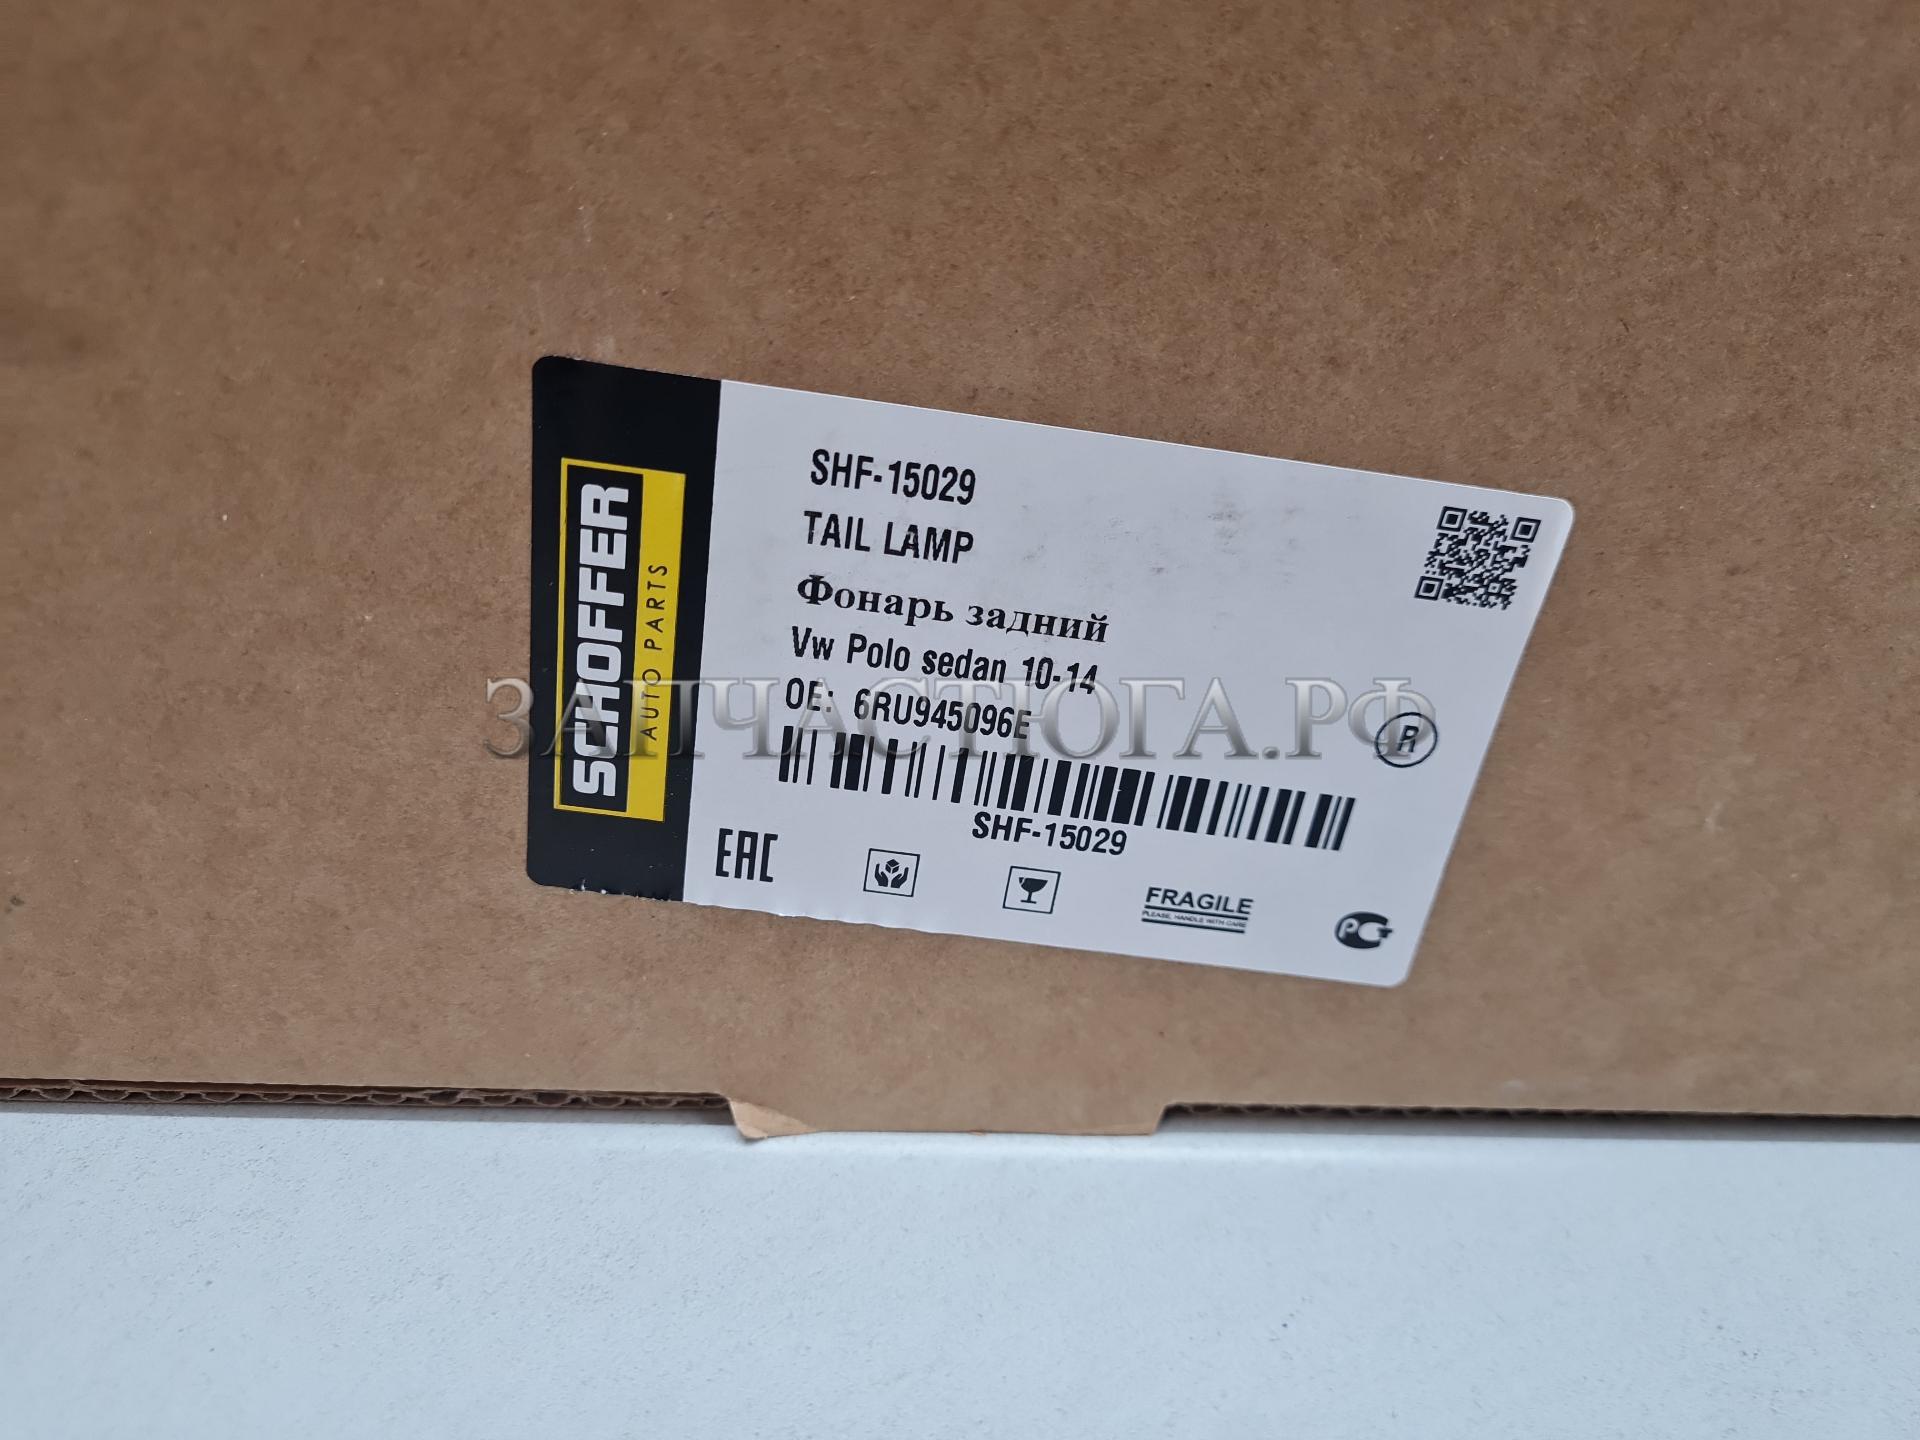 SCHOFFER
AUTO PARTS
SHF-15029
TAIL LAMP
Фонарь задний
Vw Polo sedan 10-14
OE: 6RU945096E
ЗАПЧАСТЮГА.РФ
R
SHF-15029
EAC
FRAGILE
PLEASE, HANDLE WITH CARE
РСТ